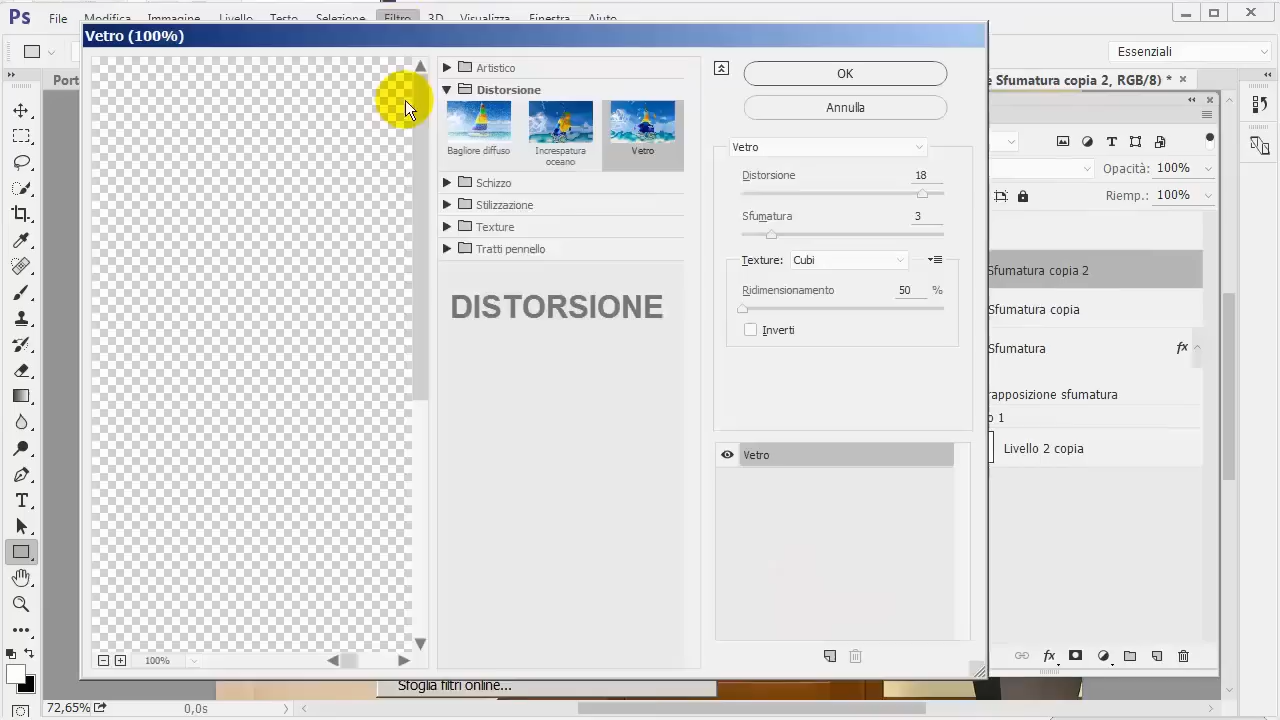 Ps File Modifica Immagine Livello Testo Selezione Filtro 3D Visualizza Finestra Aiuto
Vetro (100%)
Essenziali
Port
e Sfumatura copia 2, RGB/8) *
Artistico
Distorsione
Bagliore diffuso
Increspatura
oceano
Vetro
Schizzo
Stilizzazione
Texture
Tratti pennello
DISTORSIONE
OK
Annulla
Vetro
Distorsione 18
Sfumatura 3
Texture: Cubi
Ridimensionamento 50 %
Inverti
Vetro
Opacità: 100%
Riemp.: 100%
Sfumatura copia 2
Sfumatura copia
Sfumatura fx
rapposizione sfumatura
o 1
Livello 2 copia
fx
100%
Sfoglia filtri online...
72,65% 0,0s